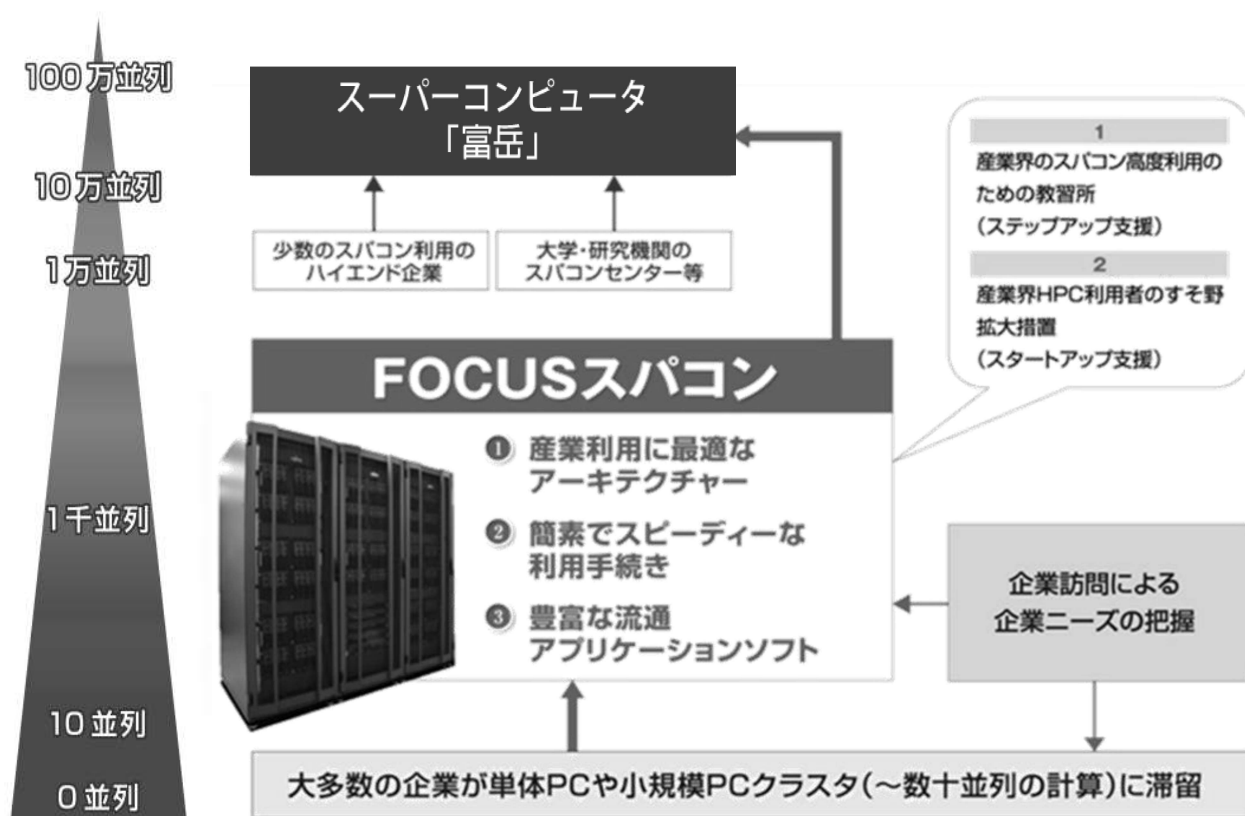 100万並列
10万並列
1万並列
1千並列
10並列
0並列
スーパーコンピュータ
「富岳」
少数のスパコン利用の
ハイエンド企業
大学・研究機関の
スパコンセンター等
1
産業界のスパコン高度利用の
ための教習所
(ステップアップ支援)
2
産業界HPC利用者のすそ野
拡大措置
(スタートアップ支援)
FOCUSスパコン
❶ 産業利用に最適な
アーキテクチャー
❷ 簡素でスピーディーな
利用手続き
❸ 豊富な流通
アプリケーションソフト
企業訪問による
企業ニーズの把握
大多数の企業が単体PCや小規模PCクラスタ(～数十並列の計算)に滞留